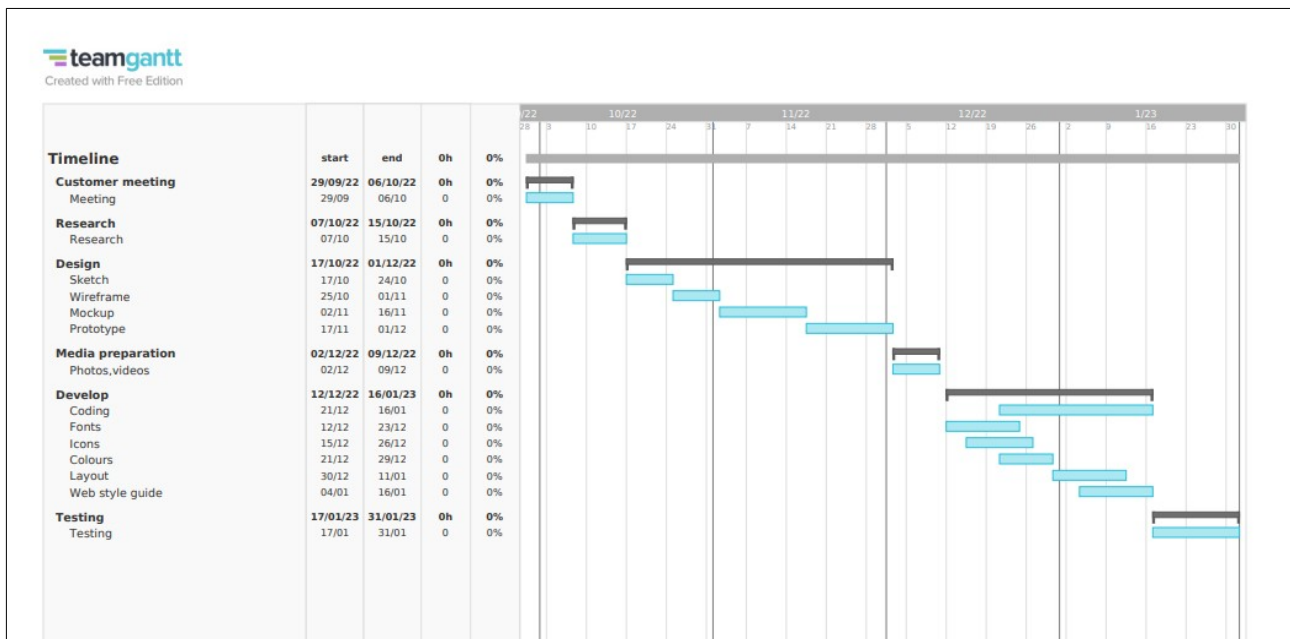 teamgantt
Created with Free Edition
/22 10/22 11/22 12/22 1/23
28 3 10 17 24 31 7 14 21 28 5 12 19 26 2 9 16 23 30
Timeline start end 0h 0%
Customer meeting 29/09/22 06/10/22 0h 0%
Meeting 29/09 06/10 0 0%
Research 07/10/22 15/10/22 0h 0%
Research 07/10 15/10 0 0%
Design 17/10/22 01/12/22 0h 0%
Sketch 17/10 24/10 0 0%
Wireframe 25/10 01/11 0 0%
Mockup 02/11 16/11 0 0%
Prototype 17/11 01/12 0 0%
Media preparation 02/12/22 09/12/22 0h 0%
Photos,videos 02/12 09/12 0 0%
Develop 12/12/22 16/01/23 0h 0%
Coding 21/12 16/01 0 0%
Fonts 12/12 23/12 0 0%
Icons 15/12 26/12 0 0%
Colours 21/12 29/12 0 0%
Layout 30/12 11/01 0 0%
Web style guide 04/01 16/01 0 0%
Testing 17/01/23 31/01/23 0h 0%
Testing 17/01 31/01 0 0%